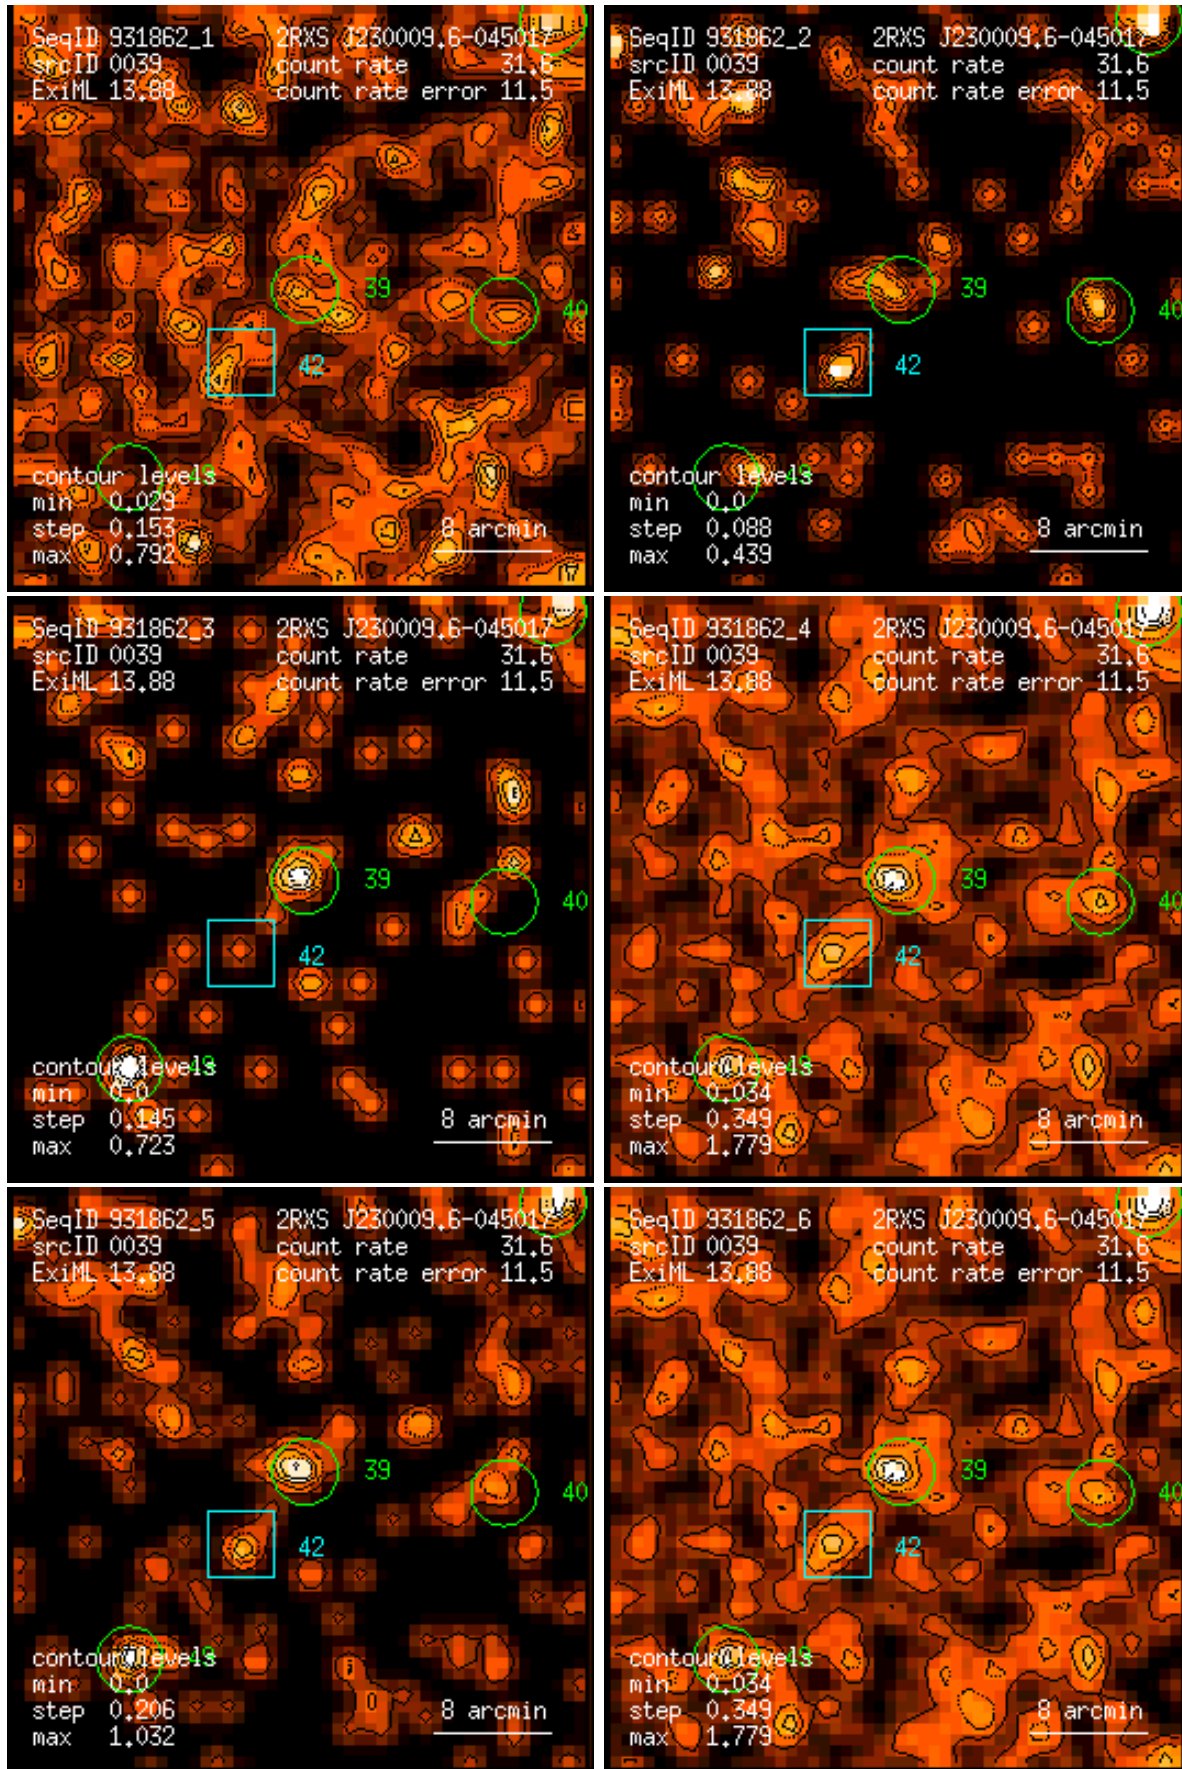 SeqID 931862_1 2RXS J230009.6-045017
srcID 0039 count rate 31.6
ExiML 13.88 count rate error 11.5
39
40
42
contour levels
min 0.029
step 0.153 8 arcmin
max 0.792
SeqID 931862_2 2RXS J230009.6-045017
srcID 0039 count rate 31.6
ExiML 13.88 count rate error 11.5
39
40
42
contour levels
min 0.0
step 0.088 8 arcmin
max 0.439
SeqID 931862_3 2RXS J230009.6-045017
srcID 0039 count rate 31.6
ExiML 13.88 count rate error 11.5
39
40
42
contour levels
min 0.0
step 0.145 8 arcmin
max 0.723
SeqID 931862_4 2RXS J230009.6-045017
srcID 0039 count rate 31.6
ExiML 13.88 count rate error 11.5
39
40
42
contour levels
min 0.034
step 0.349 8 arcmin
max 1.779
SeqID 931862_5 2RXS J230009.6-045017
srcID 0039 count rate 31.6
ExiML 13.88 count rate error 11.5
39
40
42
contour levels
min 0.0
step 0.206 8 arcmin
max 1.032
SeqID 931862_6 2RXS J230009.6-045017
srcID 0039 count rate 31.6
ExiML 13.88 count rate error 11.5
39
40
42
contour levels
min 0.034
step 0.349 8 arcmin
max 1.779